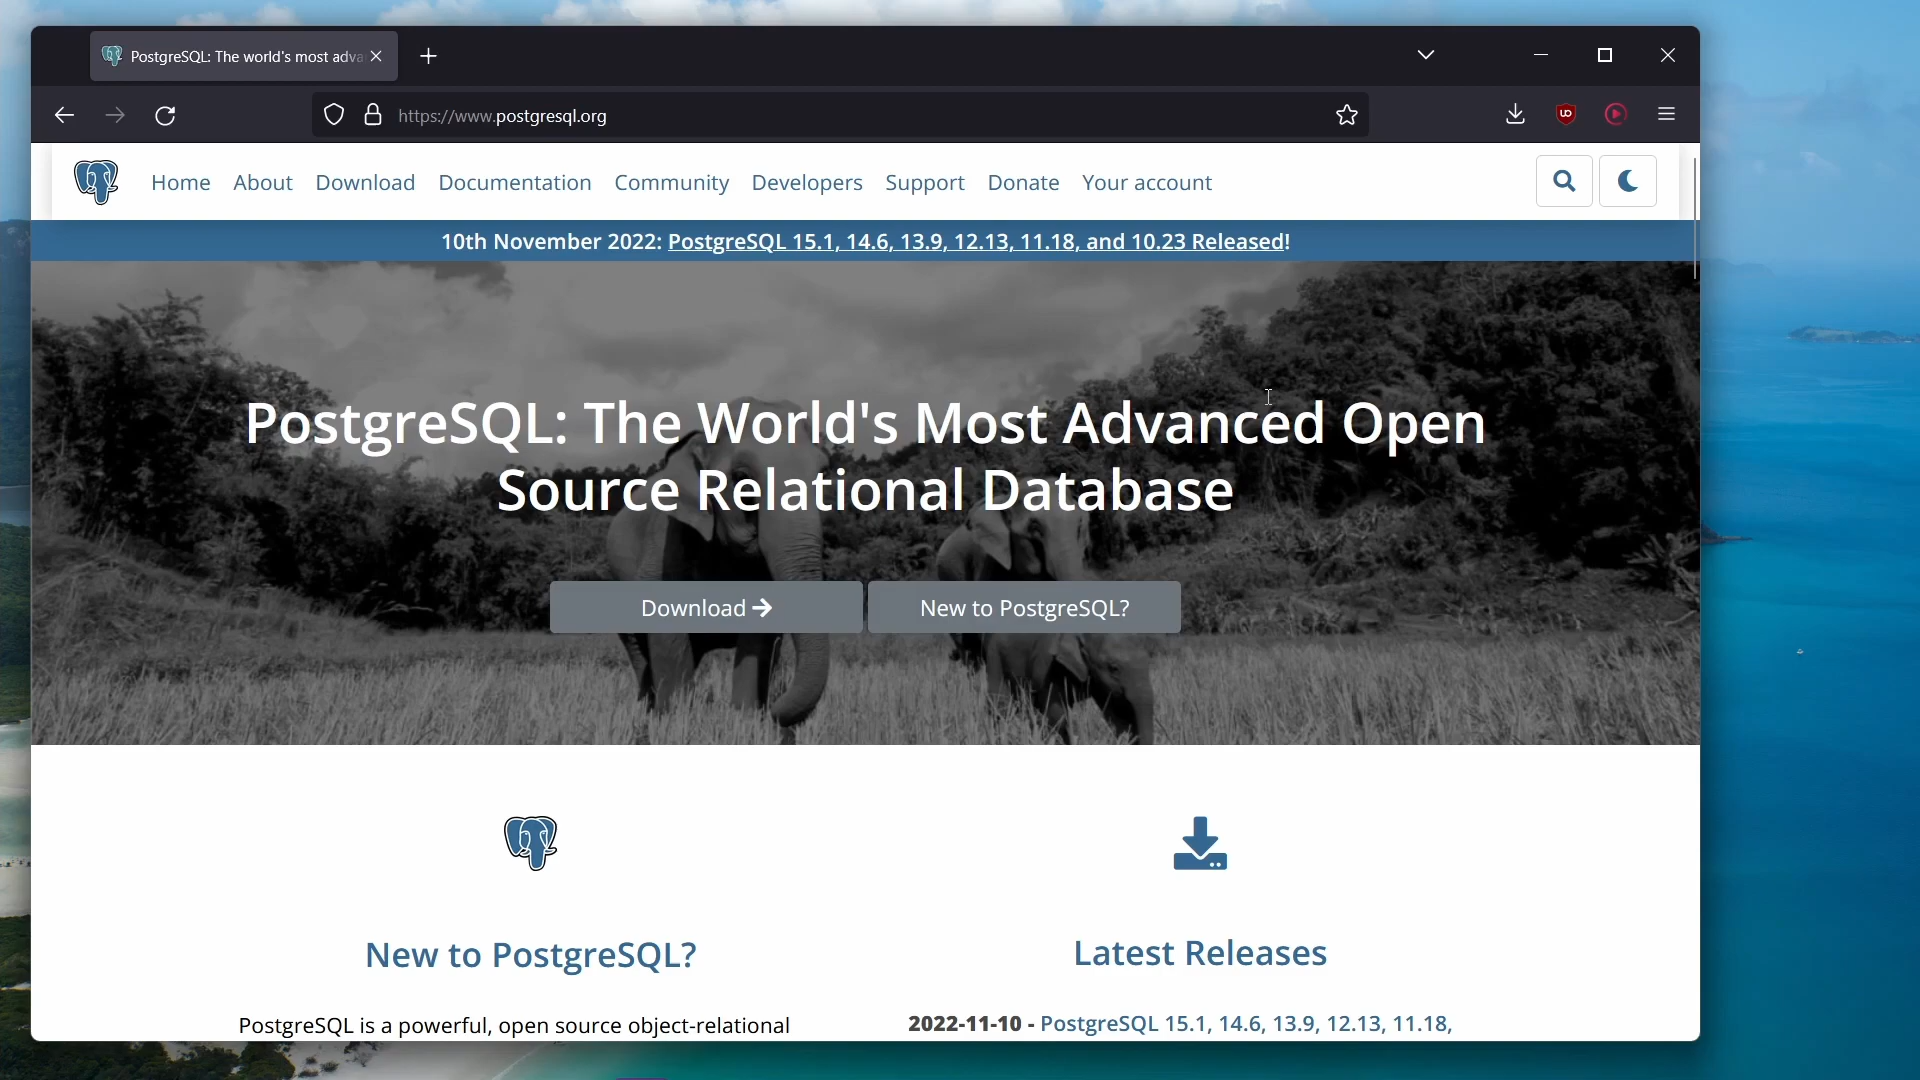 PostgreSQL: The world's most adva
https://www.postgresql.org
Home About Download Documentation Community Developers Support Donate Your account
10th November 2022: PostgreSQL 15.1, 14.6, 13.9, 12.13, 11.18, and 10.23 Released!
PostgreSQL: The World's Most Advanced Open
Source Relational Database
Download
New to PostgreSQL?
New to PostgreSQL?
PostgreSQL is a powerful, open source object-relational
Latest Releases
2022-11-10 - PostgreSQL 15.1, 14.6, 13.9, 12.13, 11.18,